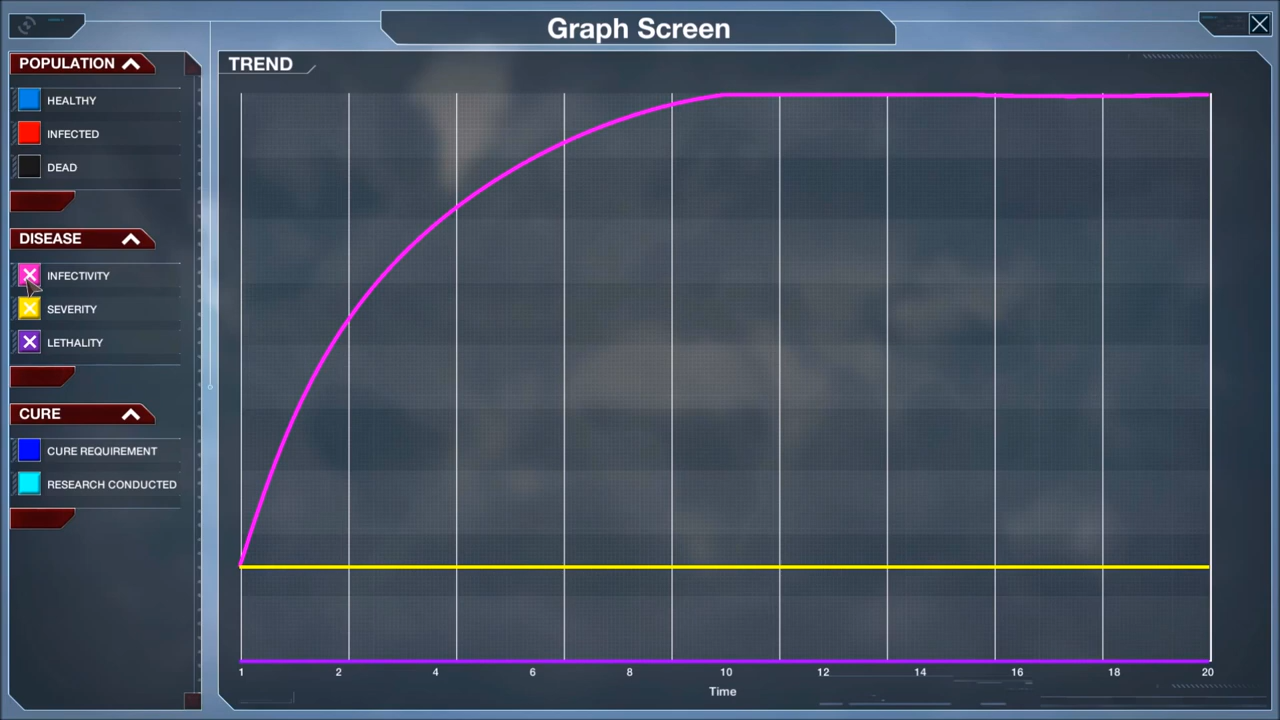 Graph Screen
POPULATION
HEALTHY
INFECTED
DEAD
DISEASE
INFECTIVITY
SEVERITY
LETHALITY
CURE
CURE REQUIREMENT
RESEARCH CONDUCTED
TREND
1 2 4 6 8 10 12 14 16 18 20
Time